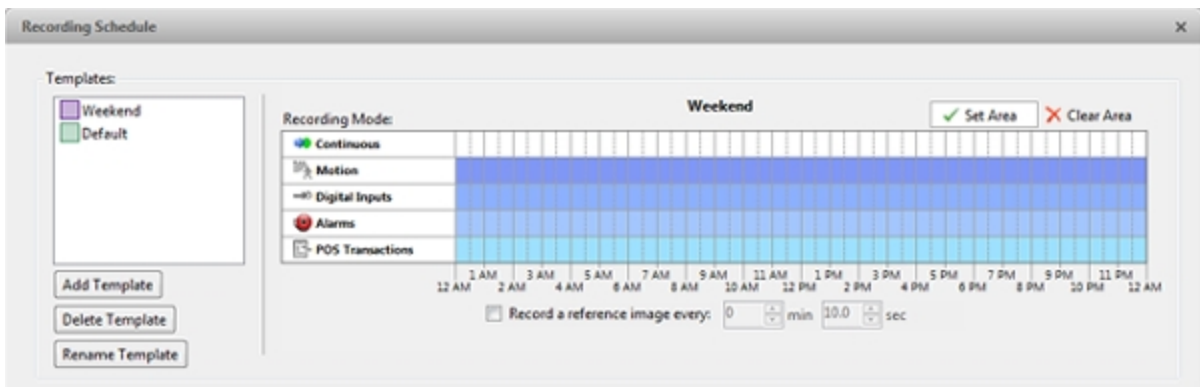 Recording Schedule
Templates:
Weekend
Default
Add Template
Delete Template
Rename Template
Weekend
Set Area
Clear Area
Recording Mode:
Continuous
Motion
Digital Inputs
Alarms
POS Transactions
1 AM 3 AM 5 AM 7 AM 9 AM 11 AM 1 PM 3 PM 5 PM 7 PM 9 PM 11 PM
12 AM 2 AM 4 AM 6 AM 8 AM 10 AM 12 PM 2 PM 4 PM 6 PM 8 PM 10 PM 12 AM
Record a reference image every: 0 min 10.0 sec